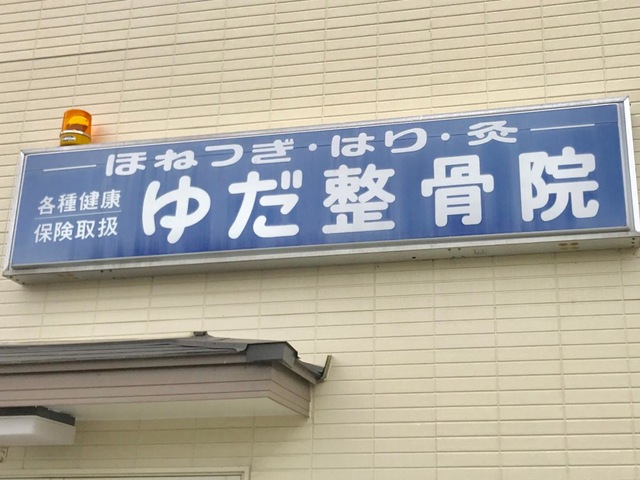 ほねつぎ・はり・灸
各種健康
保険取扱
ゆだ整骨院